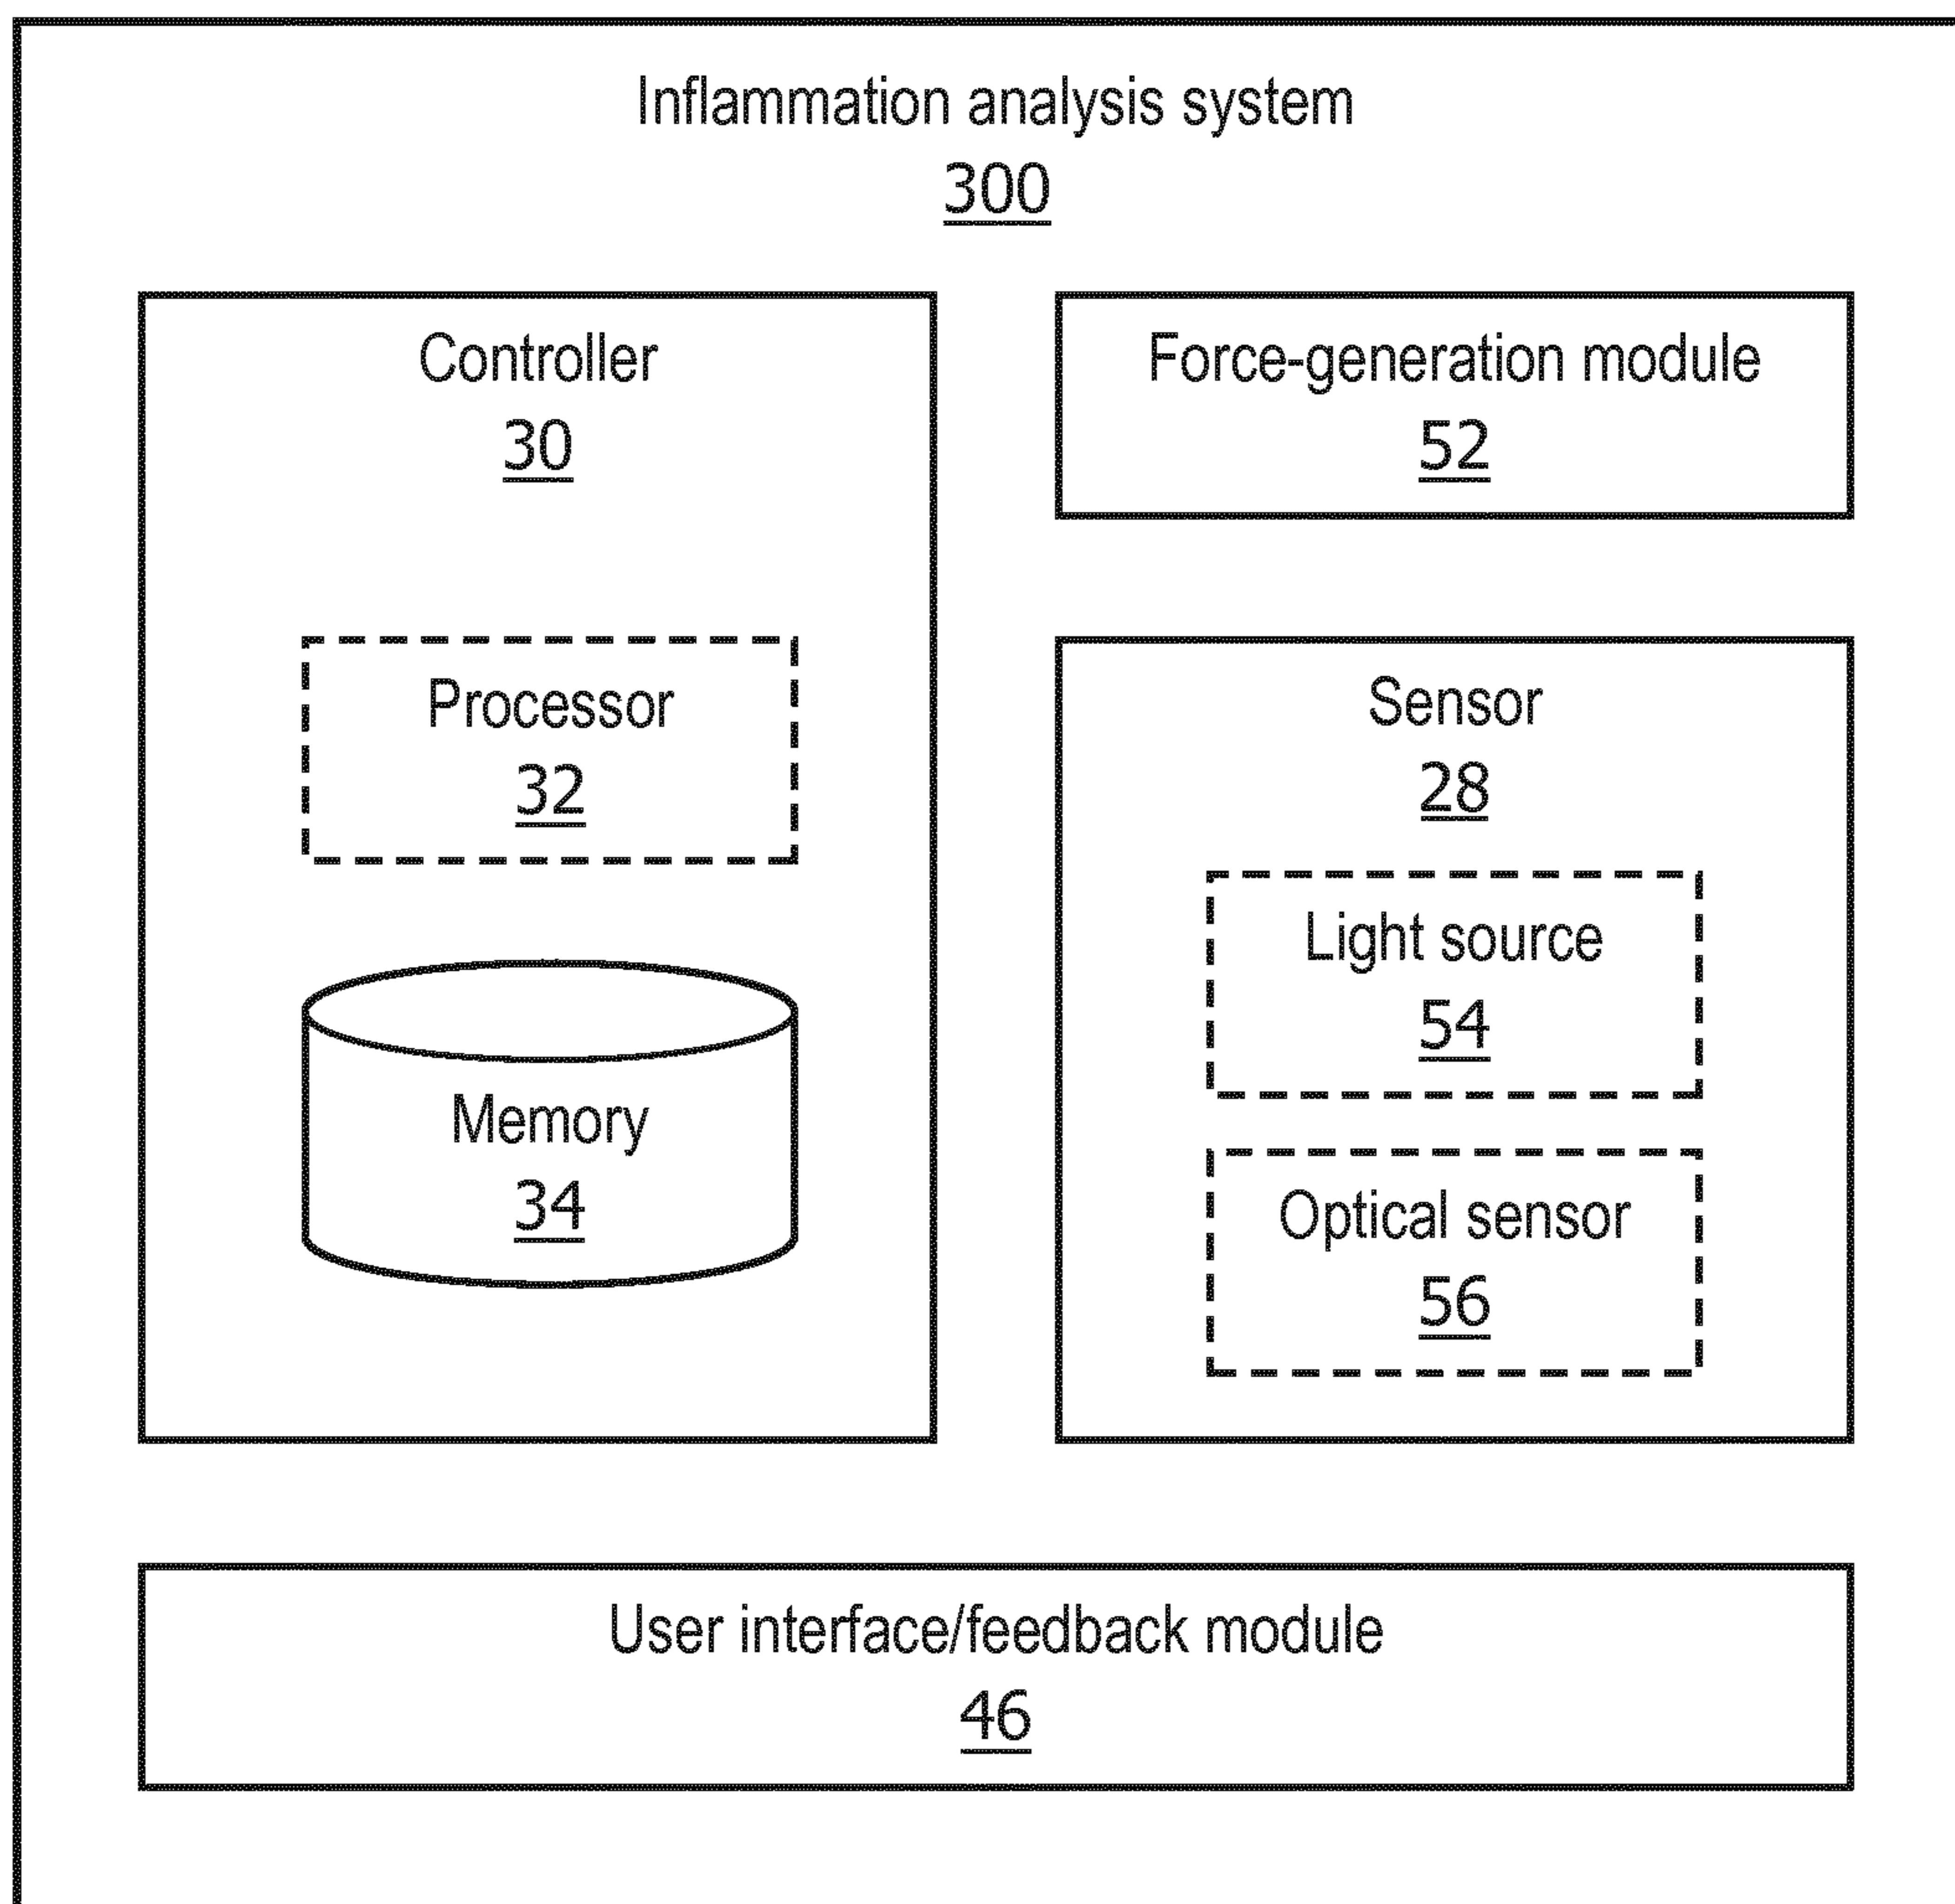 Inflammation analysis system
300
Controller
30
Processor
32
Memory
34
Force-generation module
52
Sensor
28
Light source
54
Optical sensor
56
User interface/feedback module
46